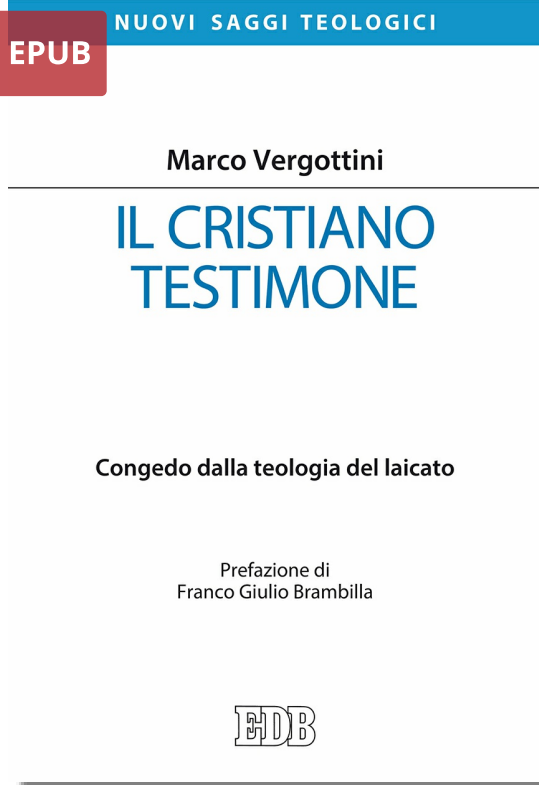 NUOVI SAGGI TEOLOGICI
EPUB
Marco Vergottini
IL CRISTIANO
TESTIMONE
Congedo dalla teologia del laicato
Prefazione di
Franco Giulio Brambilla
EDB